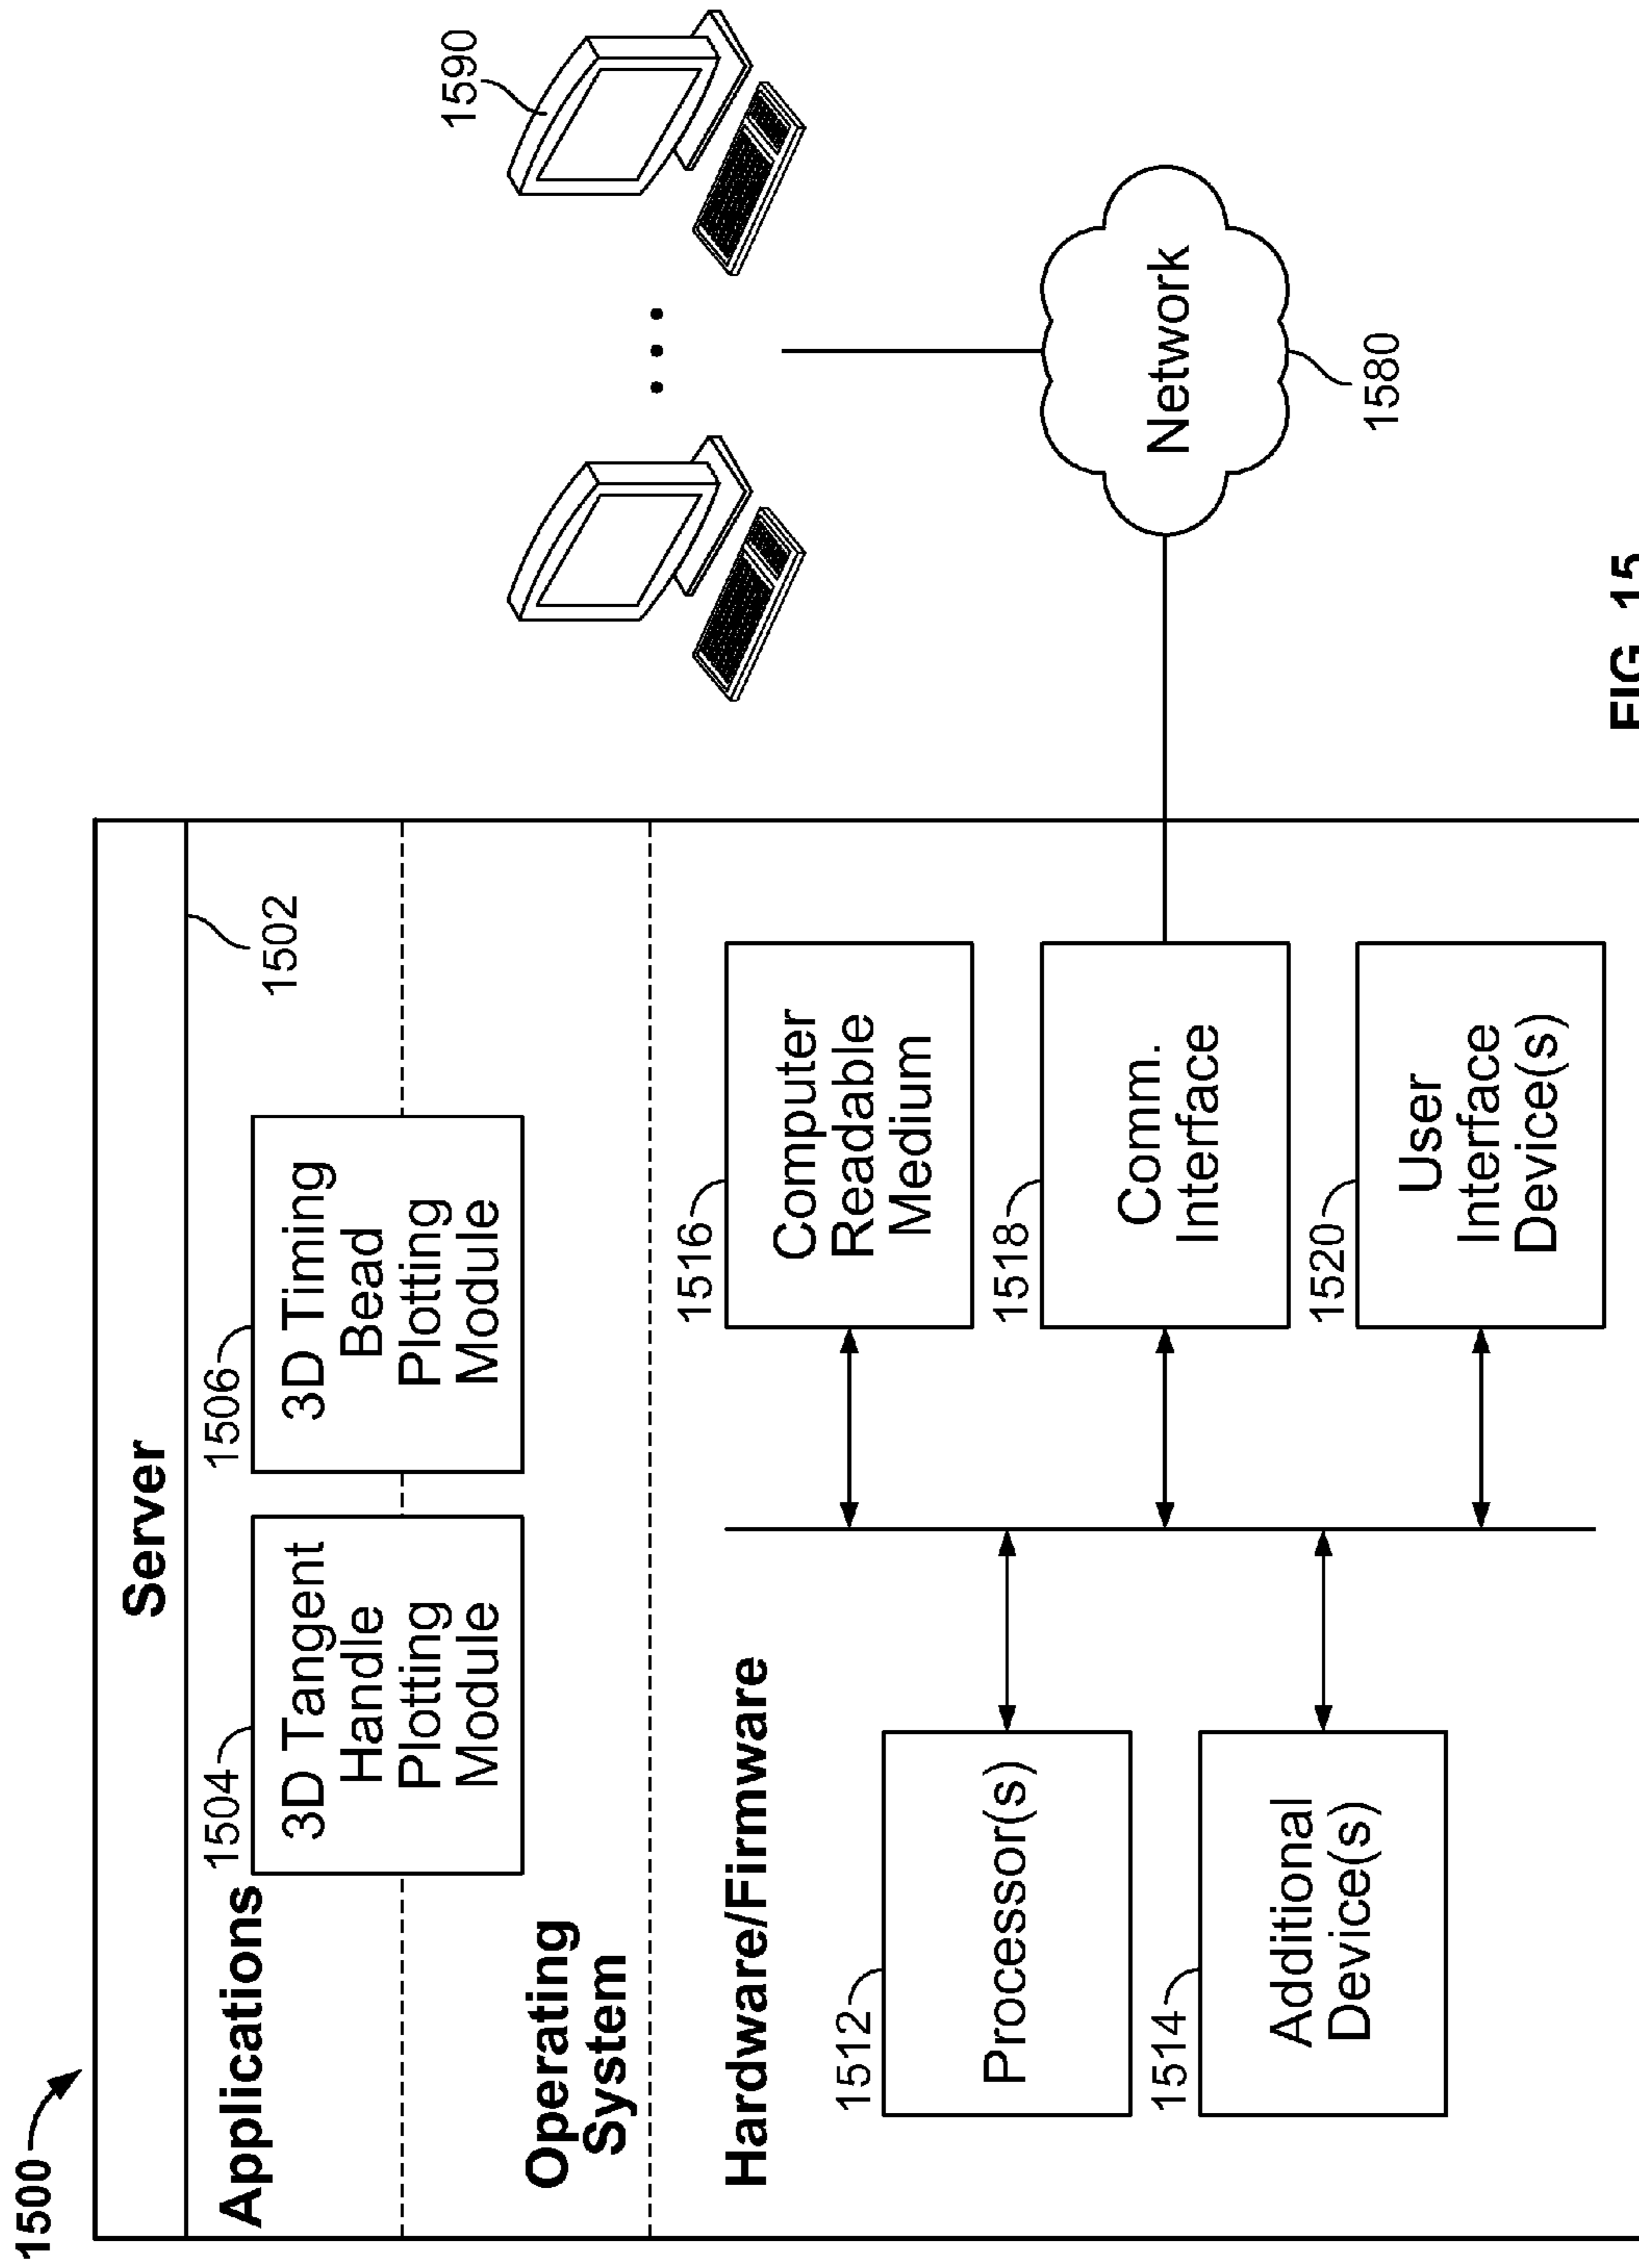 1500
Server
1502
Applications
1504
3D Tangent
Handle
Plotting
Module
1506
3D Timing
Bead
Plotting
Module
Operating
System
Hardware/Firmware
1512
Processor(s)
1514
Additional
Device(s)
1516
Computer
Readable
Medium
1518
Comm.
Interface
1520
User
Interface
Device(s)
1590
Network
1580
FIG. 15